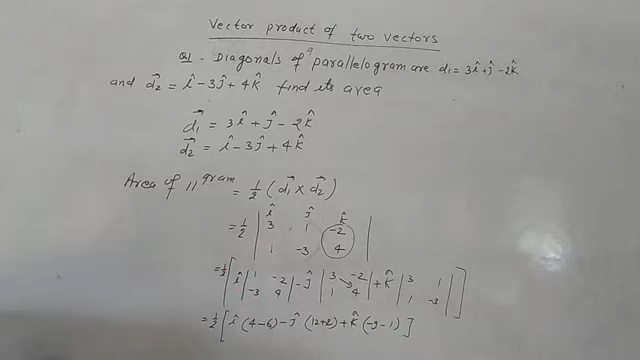 Vector product of two vectors
Q1 - Diagonals of a parallelogram are d₁ = 3î+ĵ-2k̂
and d⃗₂ = î-3ĵ+4k̂ find its area
d⃗₁ = 3î+ĵ-2k̂
d⃗₂ = î-3ĵ+4k̂
Area of ||gram = 1/2 (d⃗₁ × d⃗₂)
= 1/2 | î ĵ k̂
3 1 -2
1 -3 4 |
= 1/2 [ î | 1 -2 | - ĵ | 3 -2 | + k̂ | 3 1 | ]
-3 4 1 4 1 -3
= 1/2 [ î (4-6) - ĵ (12+2) + k̂ (-9-1) ]